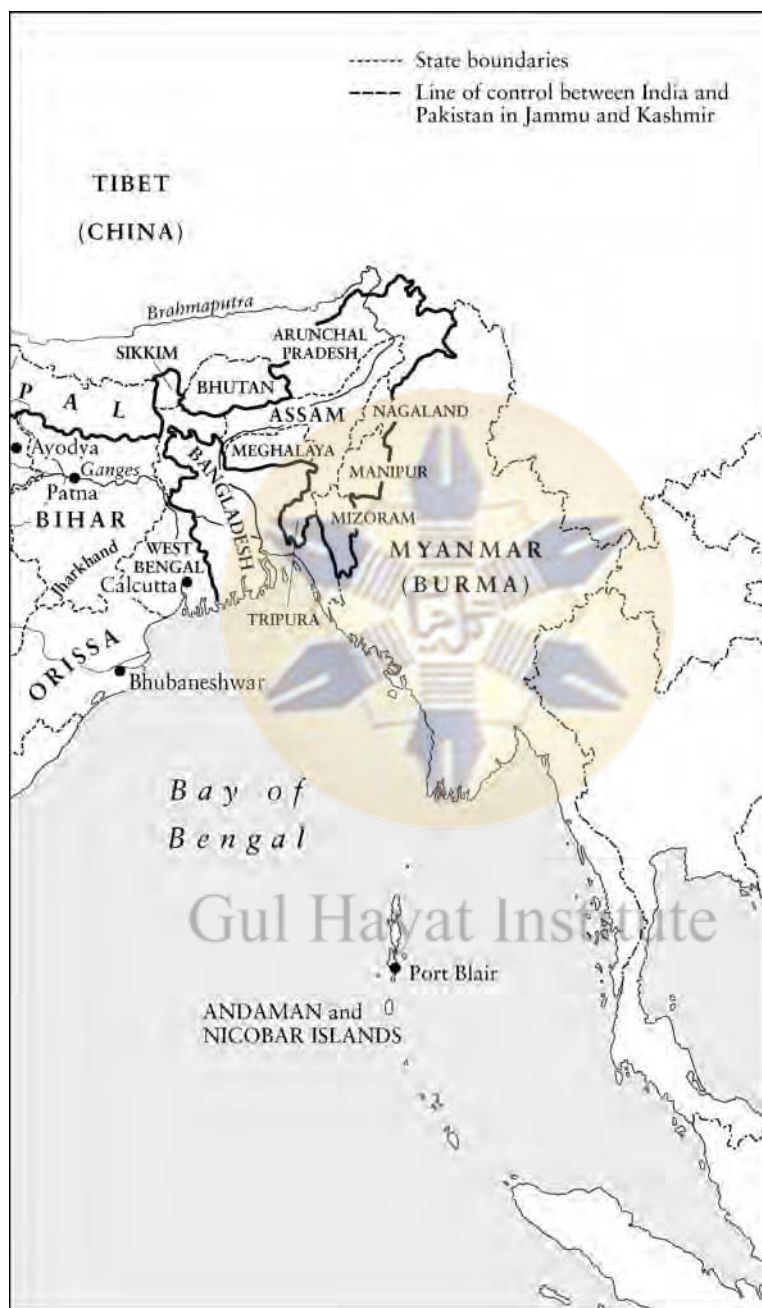 State boundaries
Line of control between India and
Pakistan in Jammu and Kashmir
TIBET
(CHINA)
Brahmaputra
ARUNCHAL
PRADESH
SIKKIM
BHUTAN
P A L
ASSAM
NAGALAND
MEGHALAYA
Ayodya
BANGLADESH
Ganges
MANIPUR
Patna
BIHAR
MIZORAM
Jharkhand
WEST
BENGAL
MYANMAR
(BURMA)
Calcutta
TRIPURA
ORISSA
Bhubaneshwar
Bay of
Bengal
Gul Hayat Institute
Port Blair
ANDAMAN and
NICOBAR ISLANDS